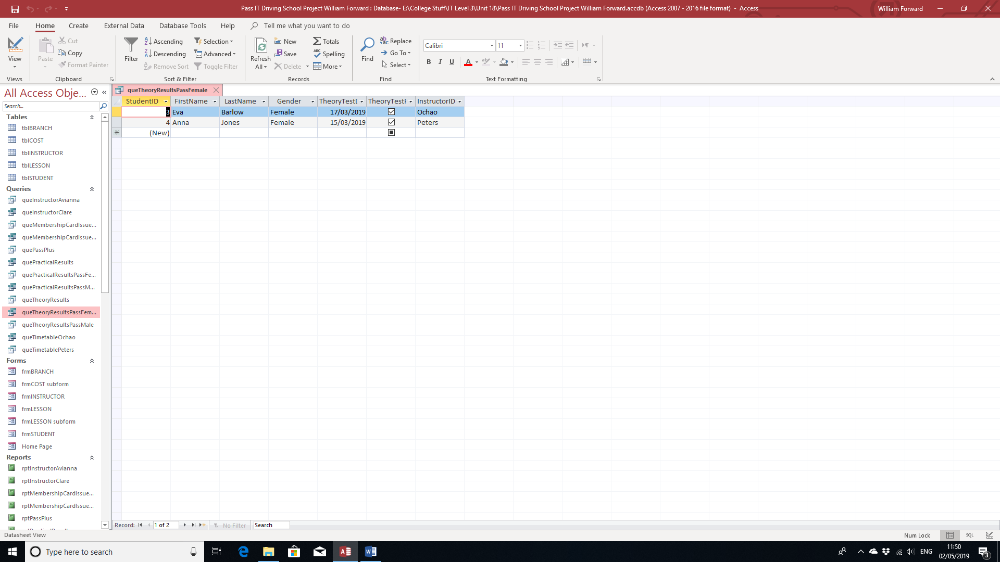 Pass IT Driving School Project William Forward : Database- E:\College Stuff\IT Level 3\Unit 18\Pass IT Driving School Project William Forward.accdb (Access 2007 - 2016 file format) - Access
William Forward
File Home Create External Data Database Tools Help Tell me what you want to do
View
Views
Paste
Cut
Copy
Format Painter
Clipboard
Filter
Ascending
Descending
Remove Sort
Selection
Advanced
Toggle Filter
Sort & Filter
Refresh
All
New
Save
Delete
Totals
Spelling
More
Records
Find
Replace
Go To
Select
Find
Calibri 11
B I U
Text Formatting
All Access Obje...
Search...
Tables
tblBRANCH
tblCOST
tblINSTRUCTOR
tblLESSON
tblSTUDENT
Queries
queInstructorAvianna
queInstructorClare
queMembershipCardIssue...
queMembershipCardIssue...
quePassPlus
quePracticalResults
quePracticalResultsPassFe...
quePracticalResultsPassM...
queTheoryResults
queTheoryResultsPassFem...
queTheoryResultsPassMale
queTimetableOchao
queTimetablePeters
Forms
frmBRANCH
frmCOST subform
frmINSTRUCTOR
frmLESSON
frmLESSON subform
frmSTUDENT
Home Page
Reports
rptInstructorAvianna
rptInstructorClare
rptMembershipCardIssue...
rptMembershipCardIssue...
rptPassPlus
queTheoryResultsPassFemale
StudentID FirstName LastName Gender TheoryTestD TheoryTestP InstructorID
3 Eva Barlow Female 17/03/2019 Ochao
4 Anna Jones Female 15/03/2019 Peters
(New)
Record: 1 of 2 No Filter Search
Datasheet View
Num Lock
SQL
Type here to search
ENG
11:50
02/05/2019
3